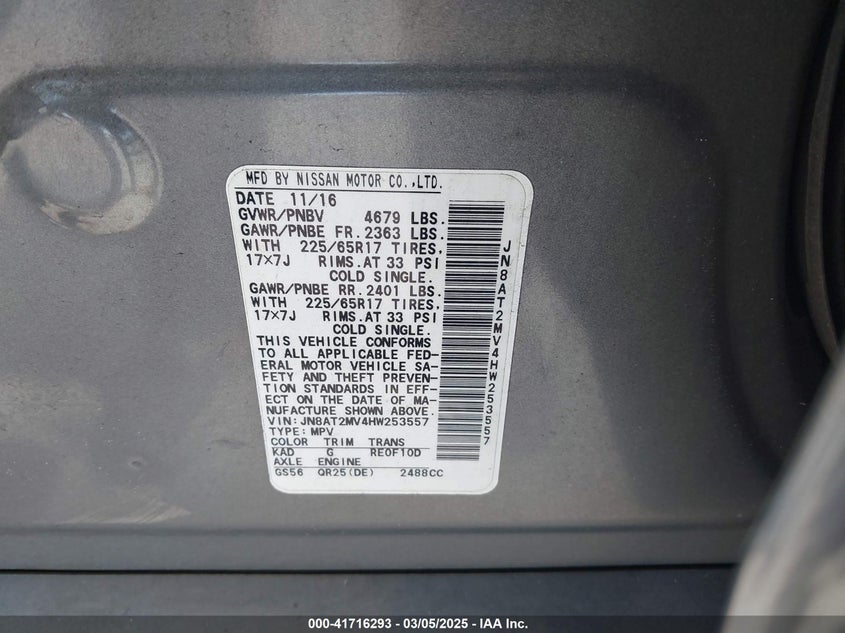 MFD BY NISSAN MOTOR CO.,LTD.
DATE 11/16
GVWR/PNBV 4679 LBS.
GAWR/PNBE FR. 2363 LBS.
WITH 225/65R17 TIRES,
17×7J RIMS.AT 33 PSI
COLD SINGLE.
GAWR/PNBE RR. 2401 LBS.
WITH 225/65R17 TIRES,
17×7J RIMS.AT 33 PSI
COLD SINGLE.
THIS VEHICLE CONFORMS
TO ALL APPLICABLE FED-
ERAL MOTOR VEHICLE SA-
FETY AND THEFT PREVEN-
TION STANDARDS IN EFF-
ECT ON THE DATE OF MA-
NUFACTURE SHOWN ABOVE.
VIN: JN8AT2MV4HW253557
TYPE: MPV
COLOR TRIM TRANS
KAD G RE0F10D
AXLE ENGINE
GS56 QR25(DE) 2488CC
JN8AT2MV4HW253557
000-41716293 — 03/05/2025 — IAA Inc.